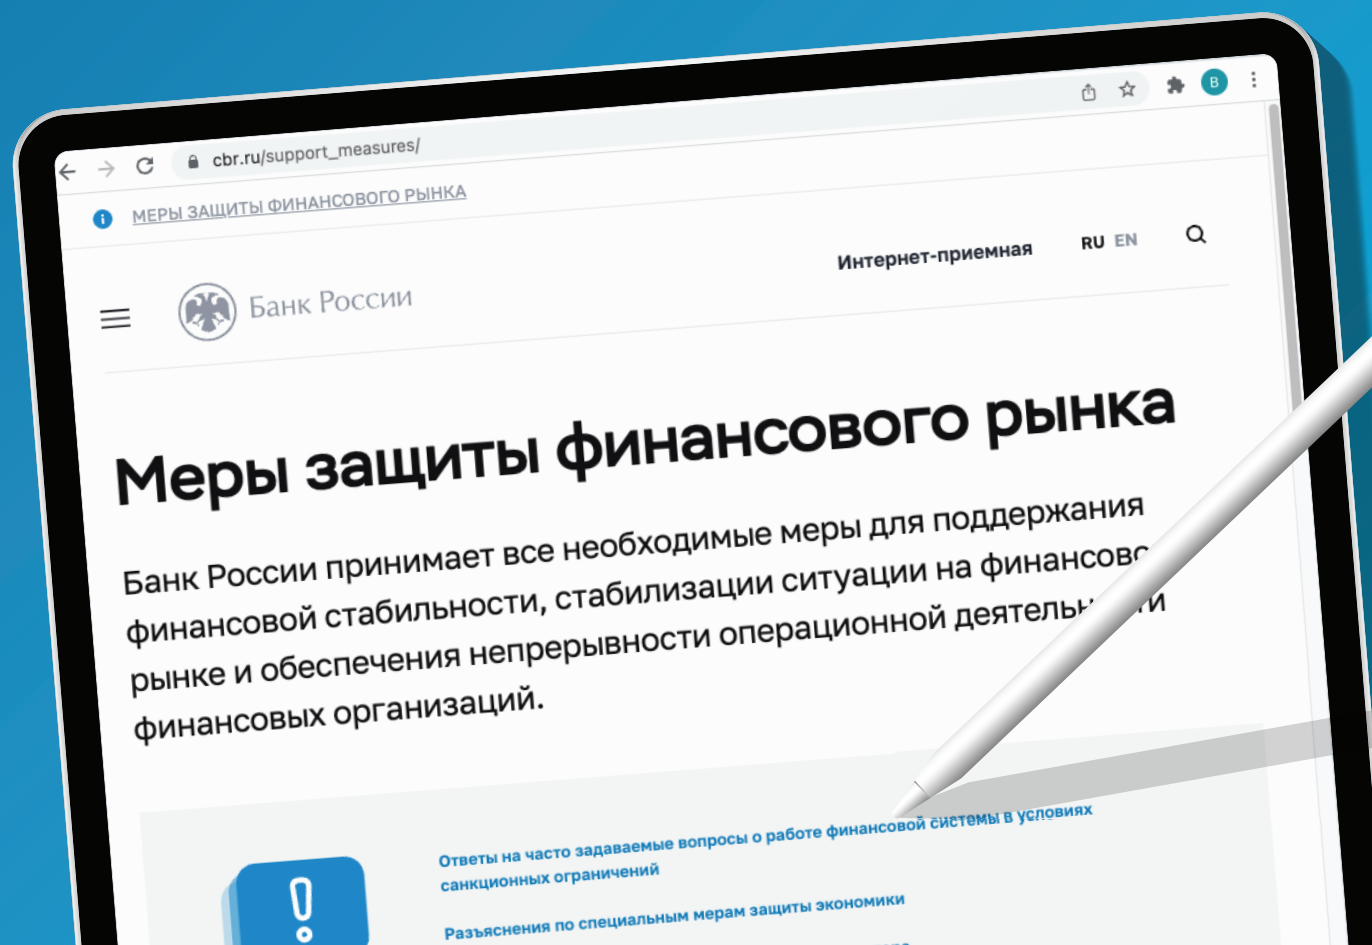 cbr.ru/support_measures/
B
МЕРЫ ЗАЩИТЫ ФИНАНСОВОГО РЫНКА
Банк России
Интернет-приемная
RU EN
Меры защиты финансового рынка
Банк России принимает все необходимые меры для поддержания
финансовой стабильности, стабилизации ситуации на финансово
рынке и обеспечения непрерывности операционной деятельности
финансовых организаций.
Ответы на часто задаваемые вопросы о работе финансовой системы в условиях
санкционных ограничений
Разъяснения по специальным мерам защиты экономики